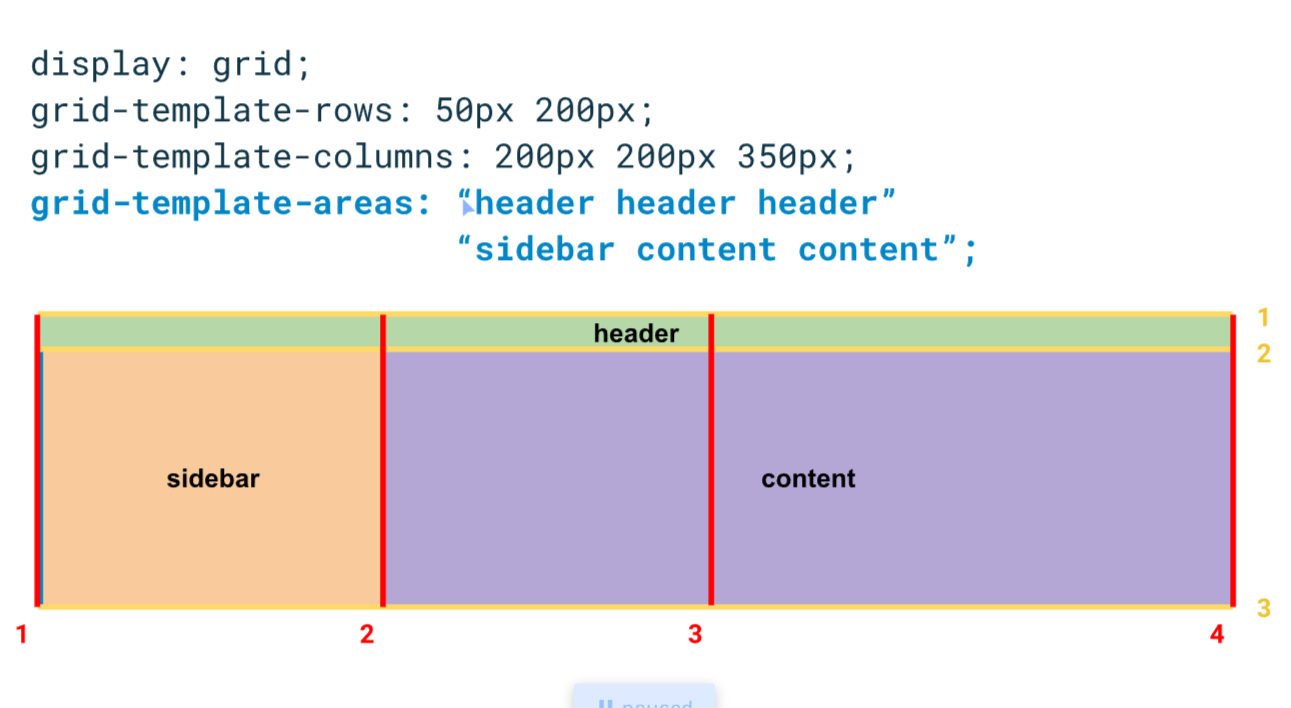 display: grid;
grid-template-rows: 50px 200px;
grid-template-columns: 200px 200px 350px;
grid-template-areas: “header header header”
“sidebar content content”;
1
header
2
sidebar
content
3
1
2
3
4
paused